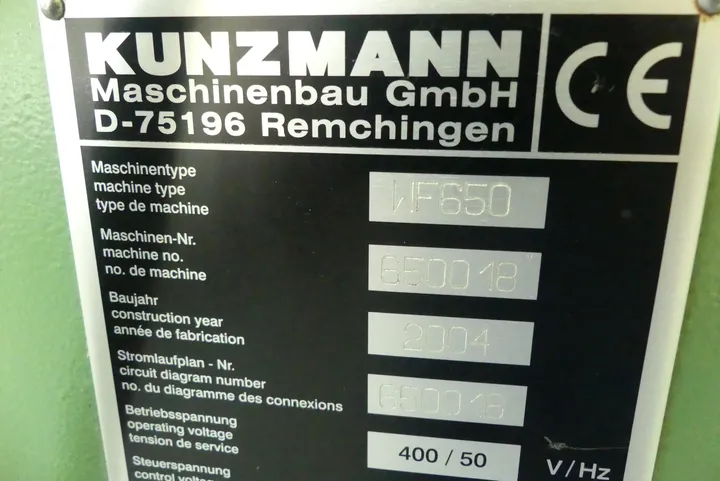 KUNZMANN
Maschinenbau GmbH
D-75196 Remchingen
CE
Maschinentype
machine type
type de machine
WF650
Maschinen-Nr.
machine no.
no. de machine
650018
Baujahr
construction year
année de fabrication
2004
Stromlaufplan - Nr.
circuit diagram number
no. du diagramme des connexions
650018
Betriebsspannung
operating voltage
tension de service
400 / 50 V/Hz
Steuerspannung
control voltage